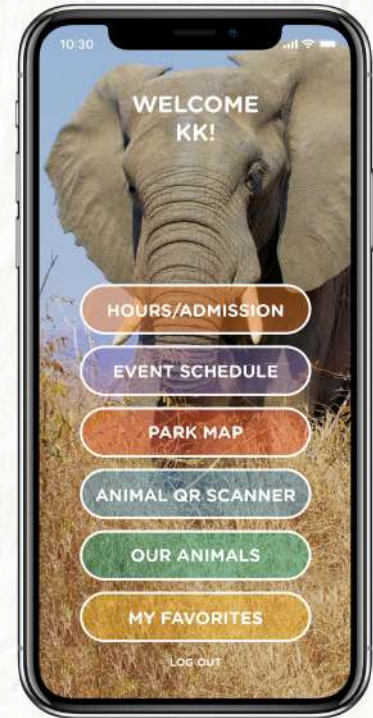 10:30
WELCOME
KK!
HOURS/ADMISSION
EVENT SCHEDULE
PARK MAP
ANIMAL QR SCANNER
OUR ANIMALS
MY FAVORITES
LOG OUT